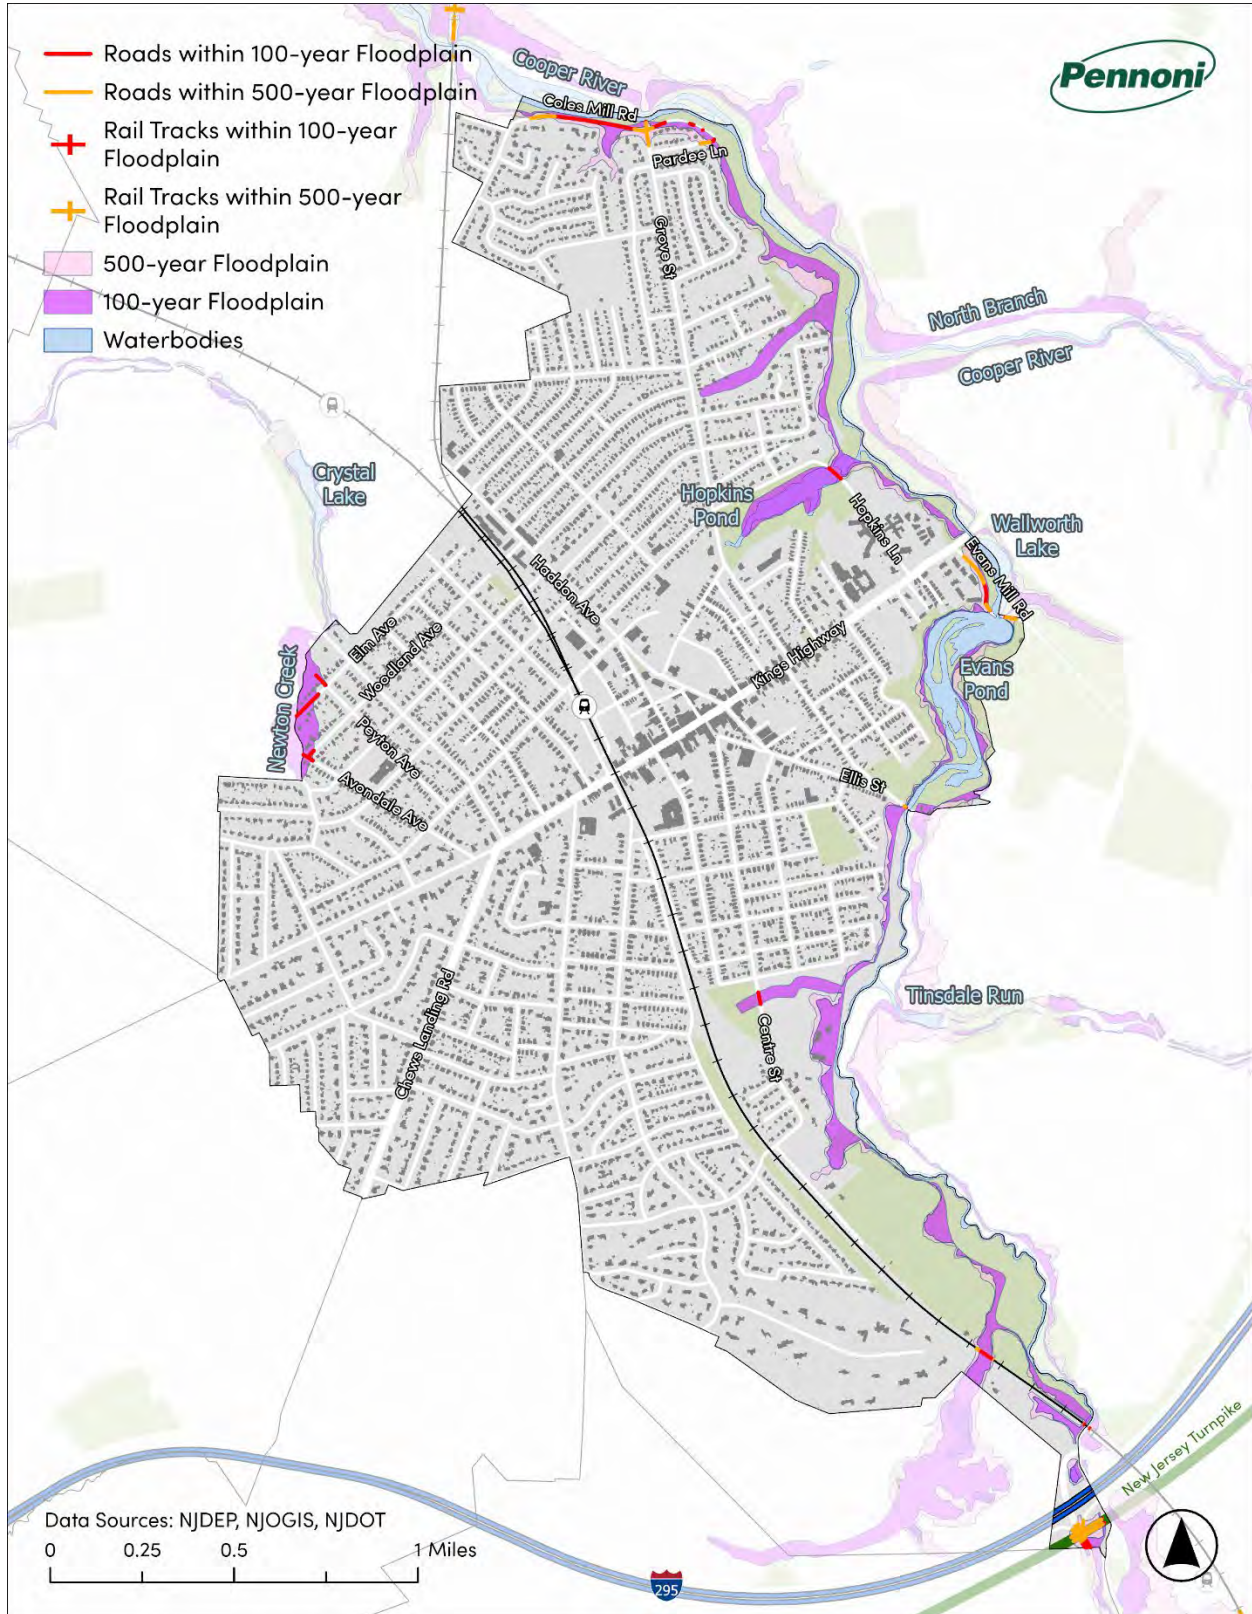 Roads within 100-year Floodplain
Roads within 500-year Floodplain
Rail Tracks within 100-year
Floodplain
Rail Tracks within 500-year
Floodplain
500-year Floodplain
100-year Floodplain
Waterbodies
Pennoni
Cooper River
Coles Mill Rd
Pardee Ln
Grove St
North Branch
Cooper River
Crystal
Lake
Hopkins
Pond
Hopkins Ln
Wallworth
Lake
Evans Mill Rd
Haddon Ave
Elm Ave
Woodland Ave
Kings Highway
Evans
Pond
Newton Creek
Peyton Ave
Avondale Ave
Ellis St
Chews Landing Rd
Tinsdale Run
Centre St
New Jersey Turnpike
Data Sources: NJDEP, NJOGIS, NJDOT
0 0.25 0.5 1 Miles
295